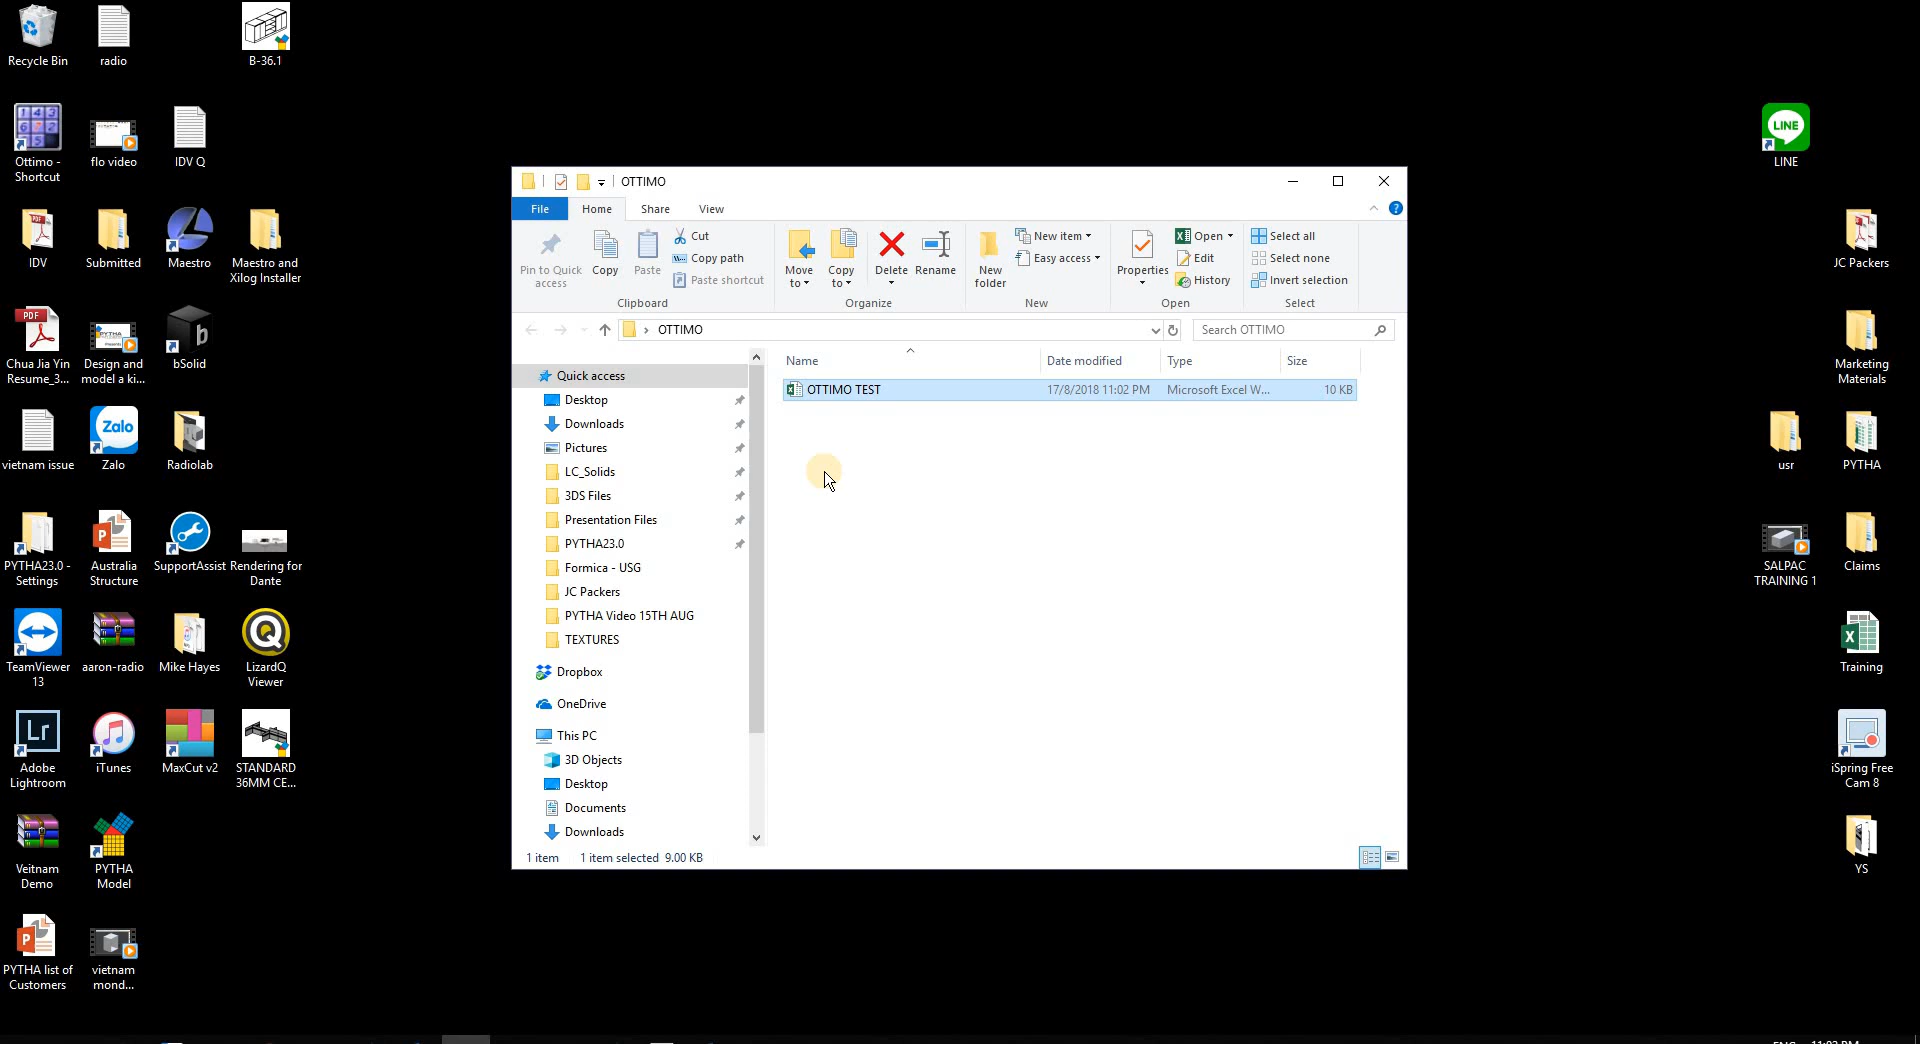 Recycle Bin
radio
B-36.1
Ottimo -
Shortcut
flo video
IDV Q
IDV
Submitted
Maestro
Maestro and
Xilog Installer
PDF
Chua Jia Yin
Resume_3...
Design and
model a ki...
bSolid
vietnam issue
Zalo
Zalo
Radiolab
PYTHA23.0 -
Settings
Australia
Structure
SupportAssist
Rendering for
Dante
TeamViewer
13
aaron-radio
Mike Hayes
LizardQ
Viewer
Lr
Adobe
Lightroom
iTunes
MaxCut v2
STANDARD
36MM CE...
Veitnam
Demo
PYTHA
Model
PYTHA list of
Customers
vietnam
mond...
OTTIMO
File
Home
Share
View
Pin to Quick
access
Copy
Paste
Cut
Copy path
Paste shortcut
Clipboard
Move
to
Copy
to
Delete
Rename
Organize
New
folder
New item
Easy access
New
Properties
Open
Edit
History
Open
Select all
Select none
Invert selection
Select
OTTIMO
Search OTTIMO
Quick access
Desktop
Downloads
Pictures
LC_Solids
3DS Files
Presentation Files
PYTHA23.0
Formica - USG
JC Packers
PYTHA Video 15TH AUG
TEXTURES
Dropbox
OneDrive
This PC
3D Objects
Desktop
Documents
Downloads
Name
Date modified
Type
Size
OTTIMO TEST
17/8/2018 11:02 PM
Microsoft Excel W...
10 KB
1 item
1 item selected 9.00 KB
LINE
LINE
JC Packers
Marketing
Materials
usr
PYTHA
SALPAC
TRAINING 1
Claims
Training
iSpring Free
Cam 8
YS